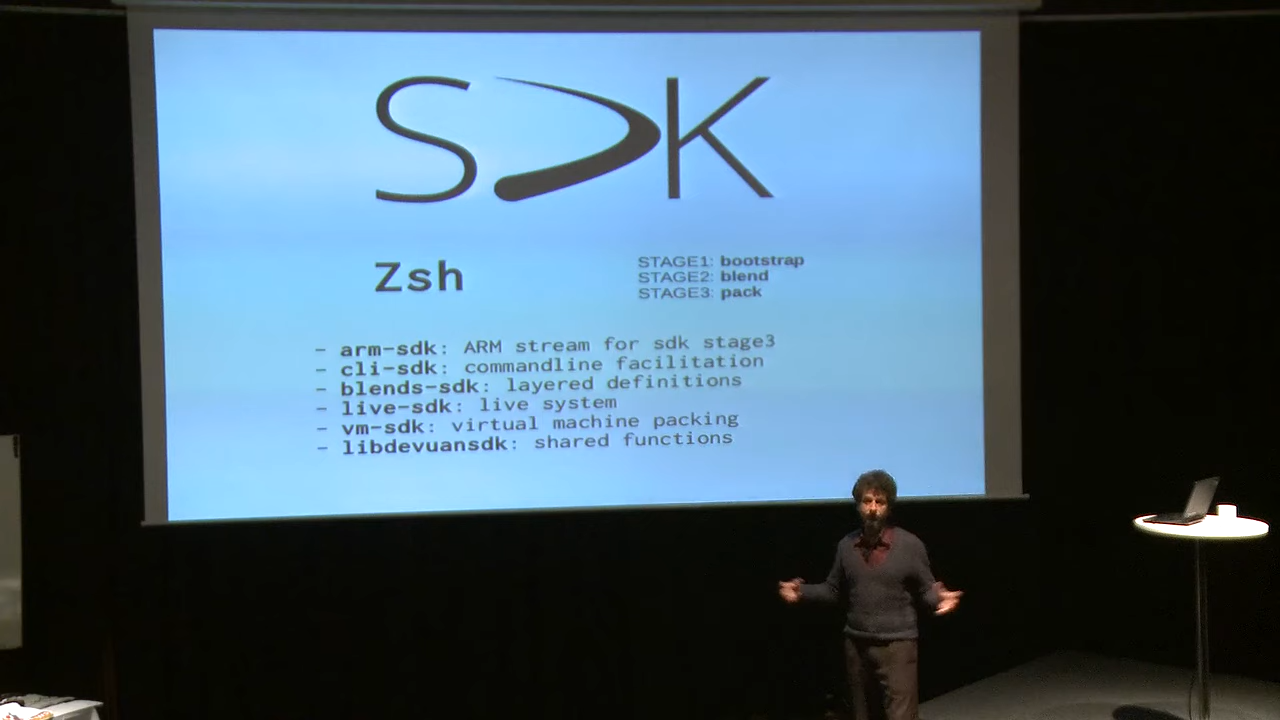 SDK
Zsh
STAGE1: bootstrap
STAGE2: blend
STAGE3: pack
- arm-sdk: ARM stream for sdk stage3
- cli-sdk: commandline facilitation
- blends-sdk: layered definitions
- live-sdk: live system
- vm-sdk: virtual machine packing
- libdevuansdk: shared functions